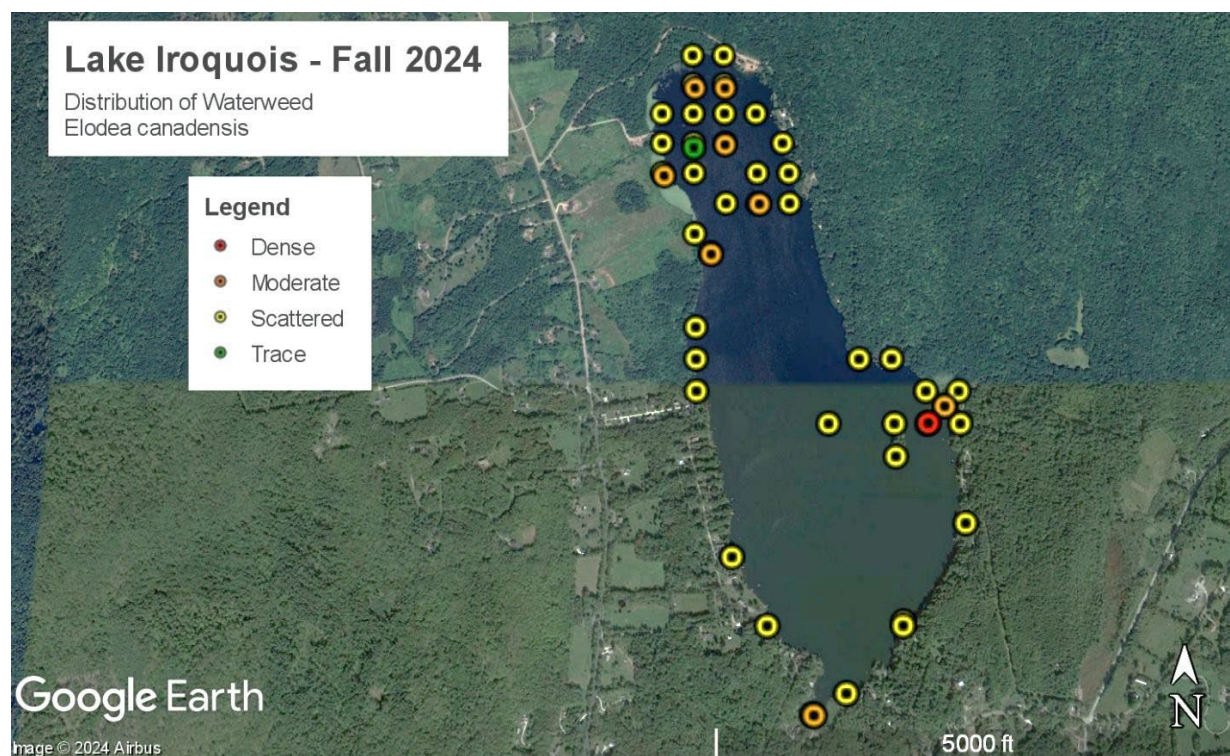 Lake Iroquois - Fall 2024
Distribution of Waterweed
Elodea canadensis
Legend
Dense
Moderate
Scattered
Trace
Google Earth
mage © 2024 Airbus
5000 ft
N